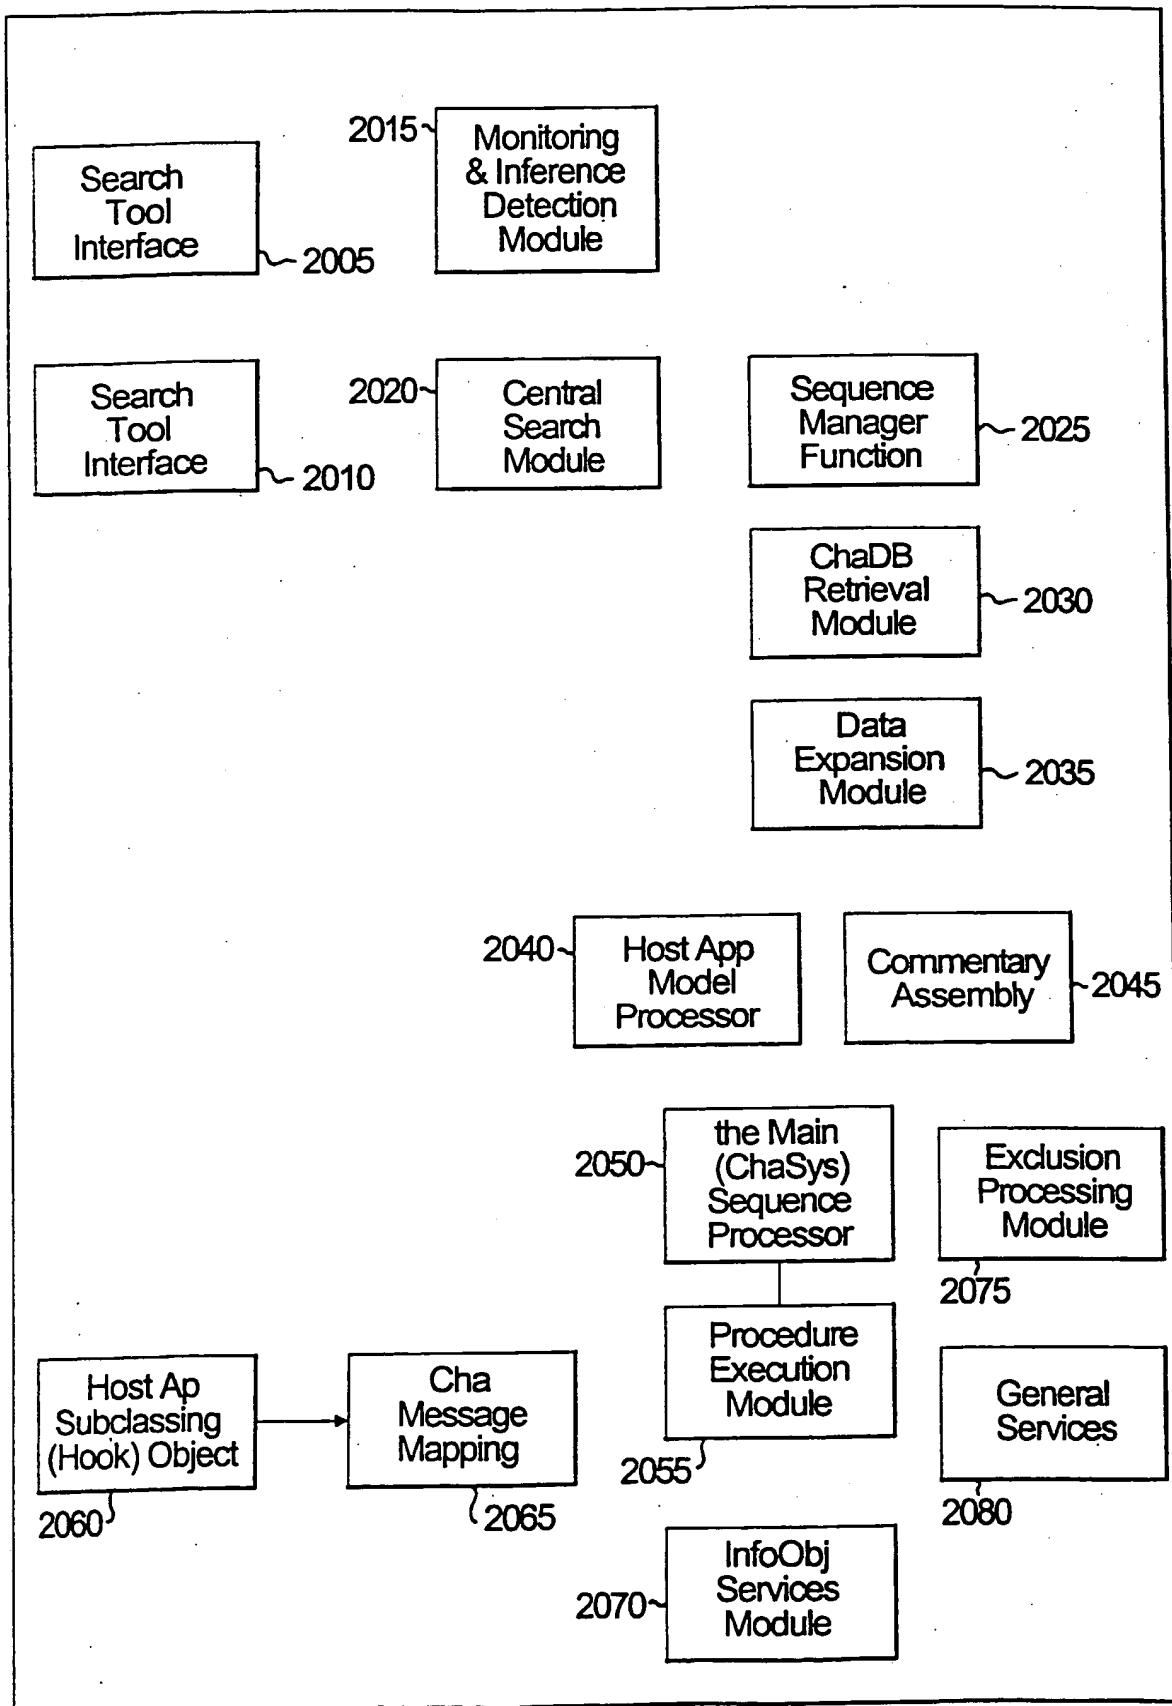 2015
Monitoring
& Inference
Detection
Module
Search
Tool
Interface
2005
Search
Tool
Interface
2010
2020
Central
Search
Module
Sequence
Manager
Function
2025
ChaDB
Retrieval
Module
2030
Data
Expansion
Module
2035
2040
Host App
Model
Processor
Commentary
Assembly
2045
2050
the Main
(ChaSys)
Sequence
Processor
Exclusion
Processing
Module
2075
Procedure
Execution
Module
2055
Host Ap
Subclassing
(Hook) Object
2060
Cha
Message
Mapping
2065
General
Services
2080
2070
InfoObj
Services
Module